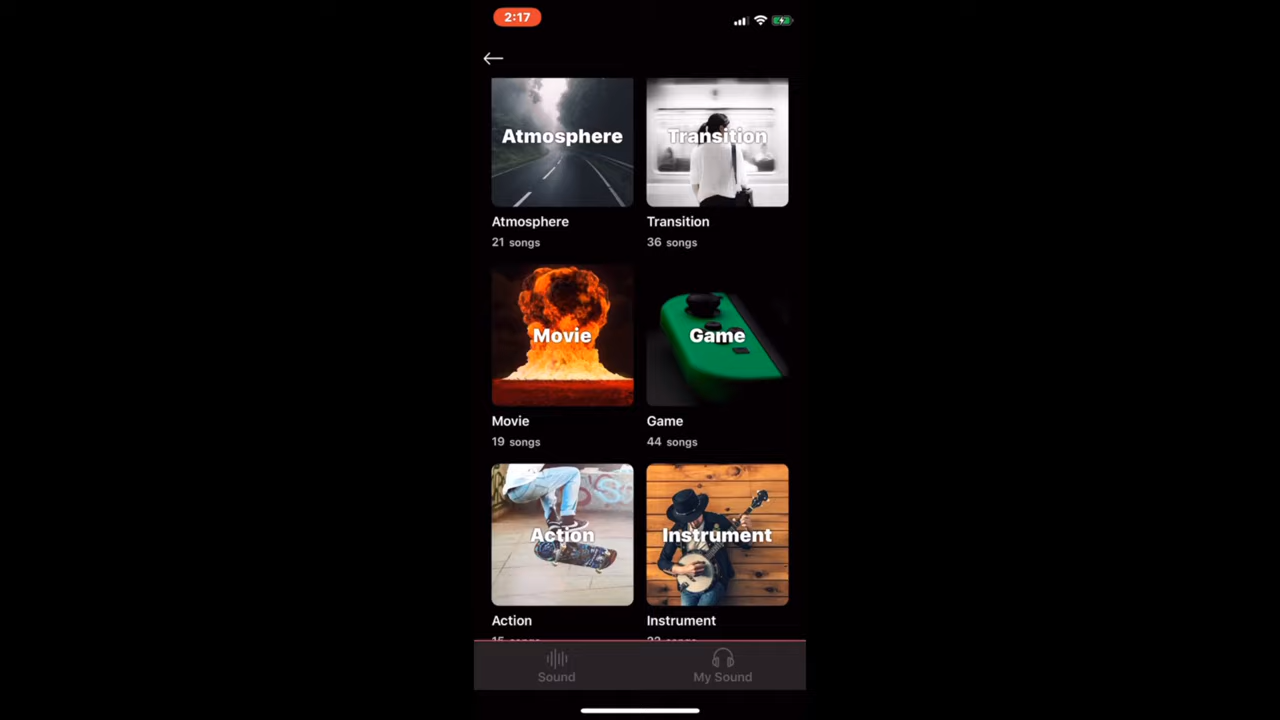 2:17
Atmosphere
Transition
Atmosphere
Transition
21 songs
36 songs
Movie
Game
Movie
Game
19 songs
44 songs
Action
Instrument
Action
Instrument
Sound
My Sound